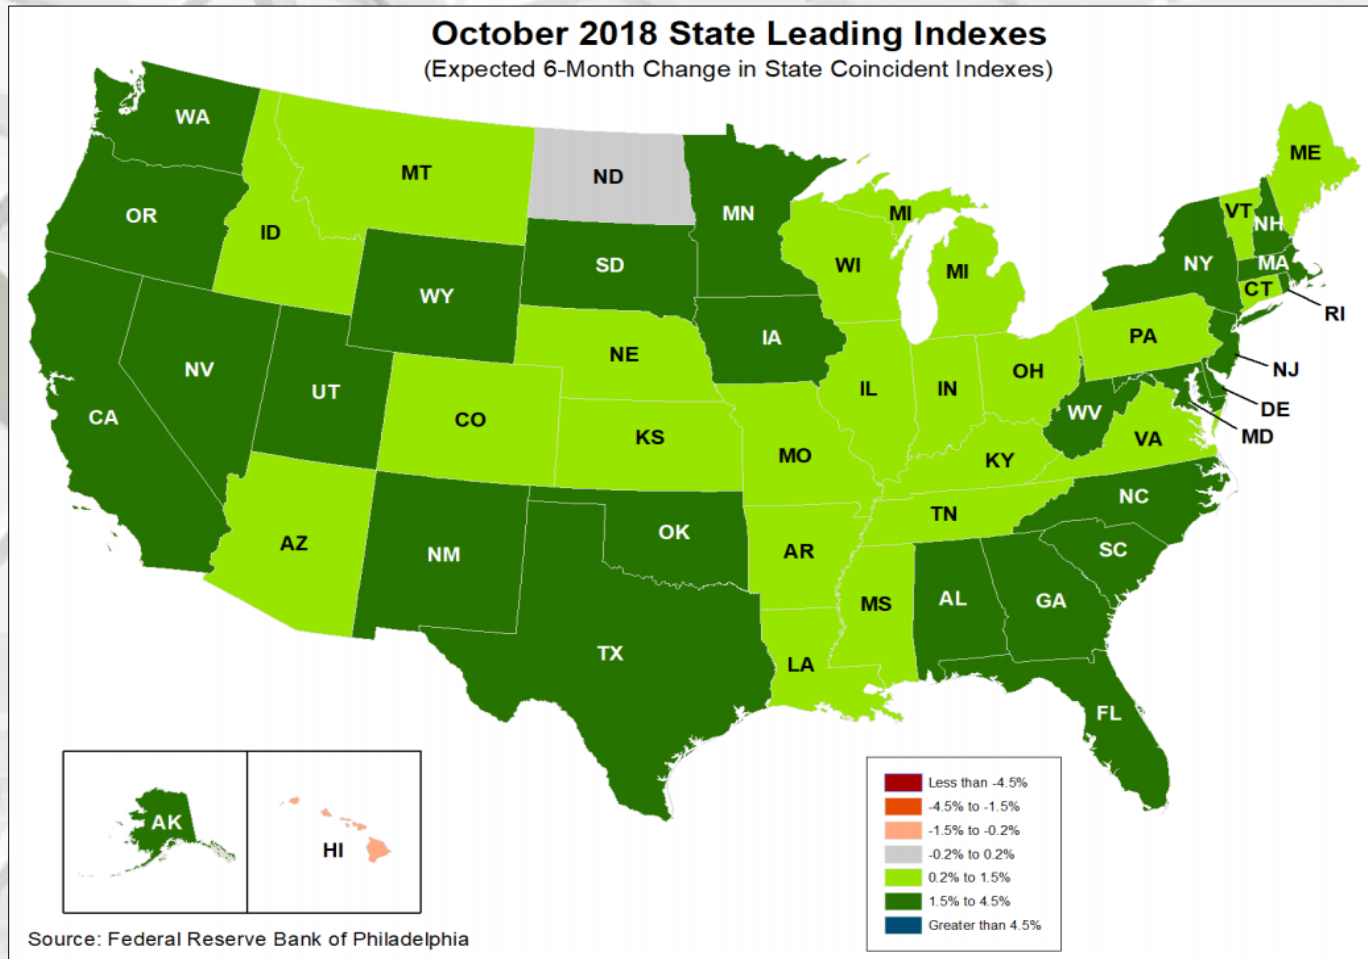 October 2018 State Leading Indexes
(Expected 6-Month Change in State Coincident Indexes)
WA
MT
ND
ME
OR
ID
MN
MI
VT
NH
SD
WI
MI
NY
MA
WY
CT
RI
IA
PA
NV
NE
OH
NJ
UT
IL
IN
CA
CO
KS
WV
DE
VA
MD
MO
KY
NC
AZ
NM
OK
TN
AR
SC
MS
AL
GA
TX
LA
FL
AK
HI
Less than -4.5%
-4.5% to -1.5%
-1.5% to -0.2%
-0.2% to 0.2%
0.2% to 1.5%
1.5% to 4.5%
Greater than 4.5%
Source: Federal Reserve Bank of Philadelphia